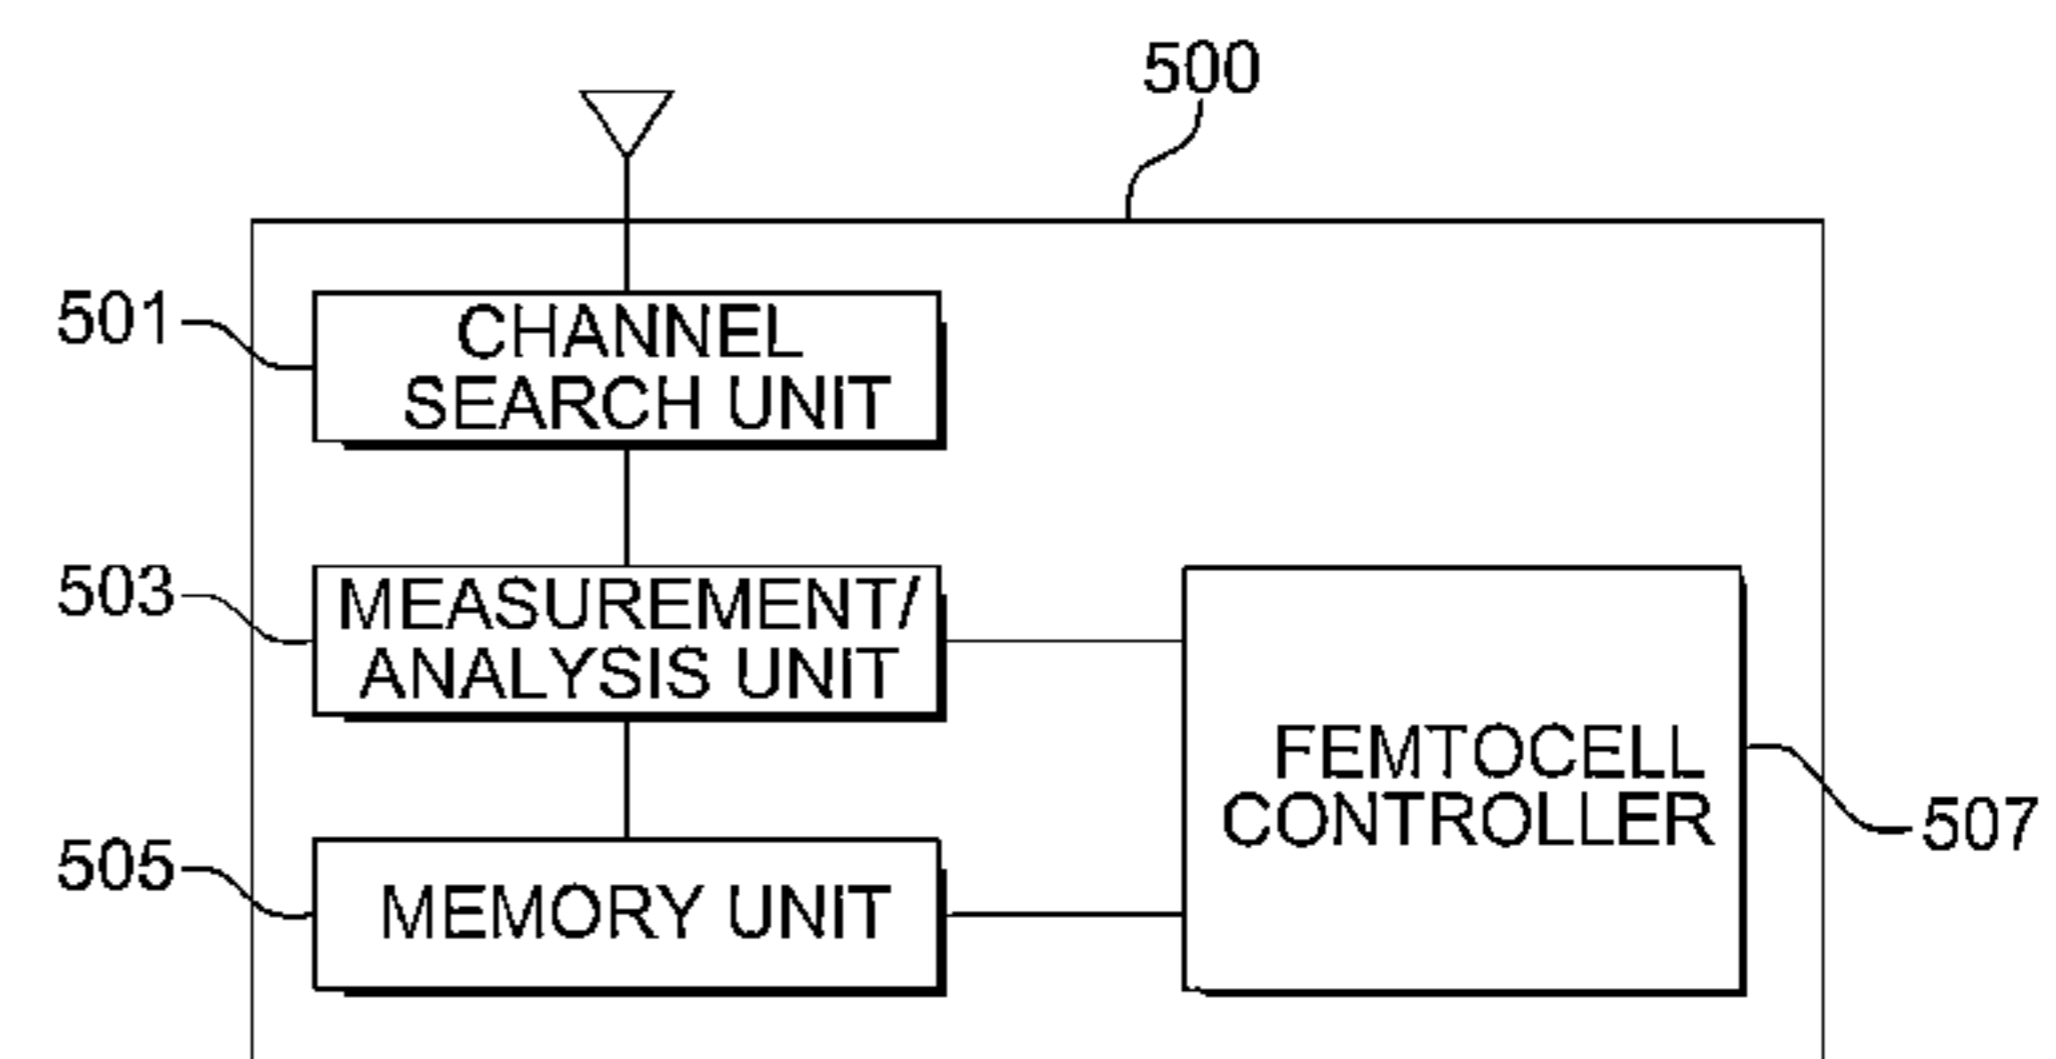 500
501
CHANNEL
SEARCH UNIT
503
MEASUREMENT/
ANALYSIS UNIT
FEMTOCELL
CONTROLLER
507
505
MEMORY UNIT